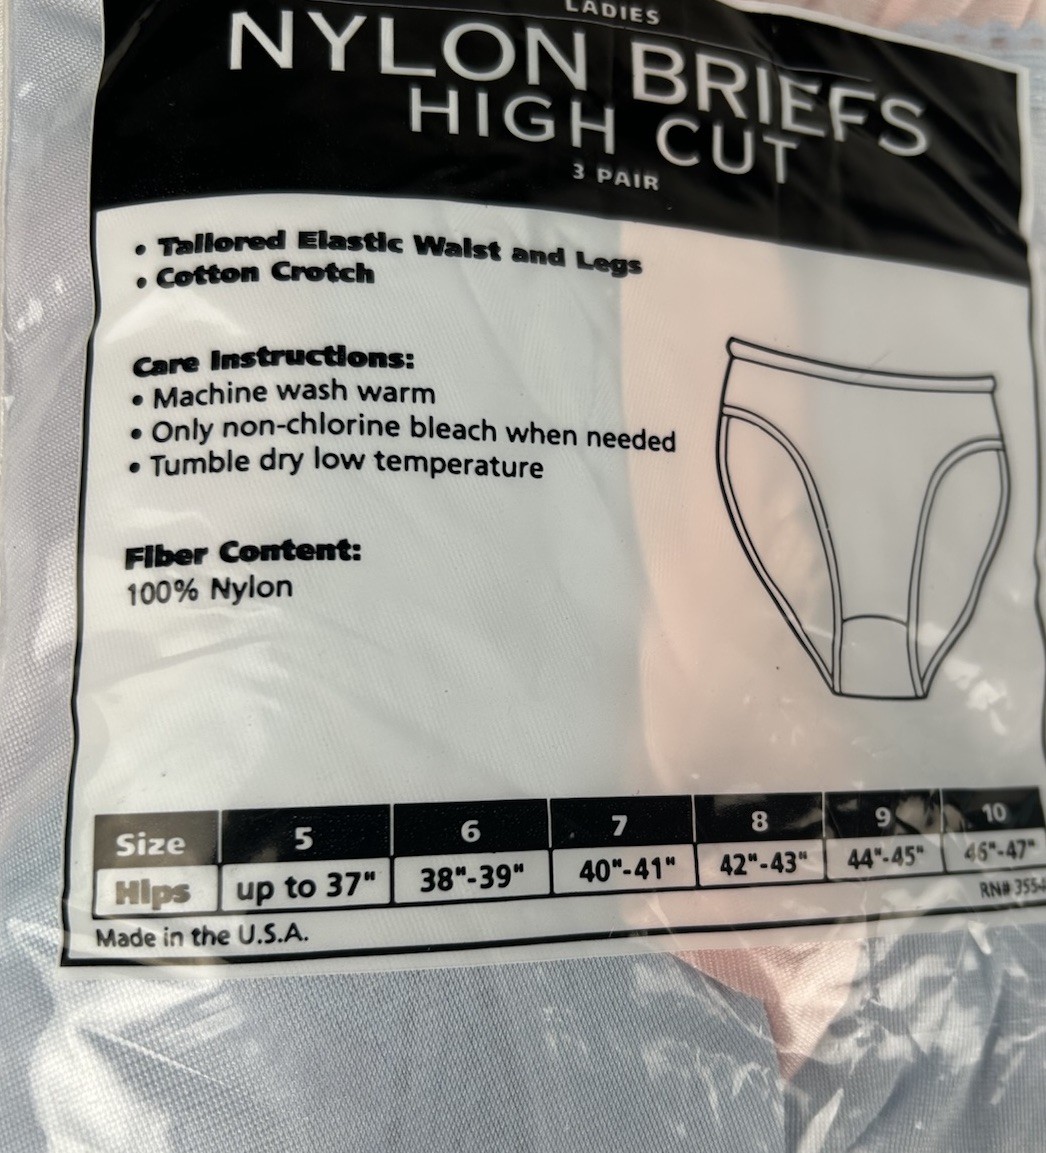 LADIES
NYLON BRIEFS
HIGH CUT
3 PAIR
• Tailored Elastic Waist and Legs
• Cotton Crotch
Care Instructions:
• Machine wash warm
• Only non-chlorine bleach when needed
• Tumble dry low temperature
Fiber Content:
100% Nylon
Size 5 6 7 8 9 10
Hips up to 37" 38"-39" 40"-41" 42"-43" 44"-45" 46"-47"
RN#
Made in the U.S.A.